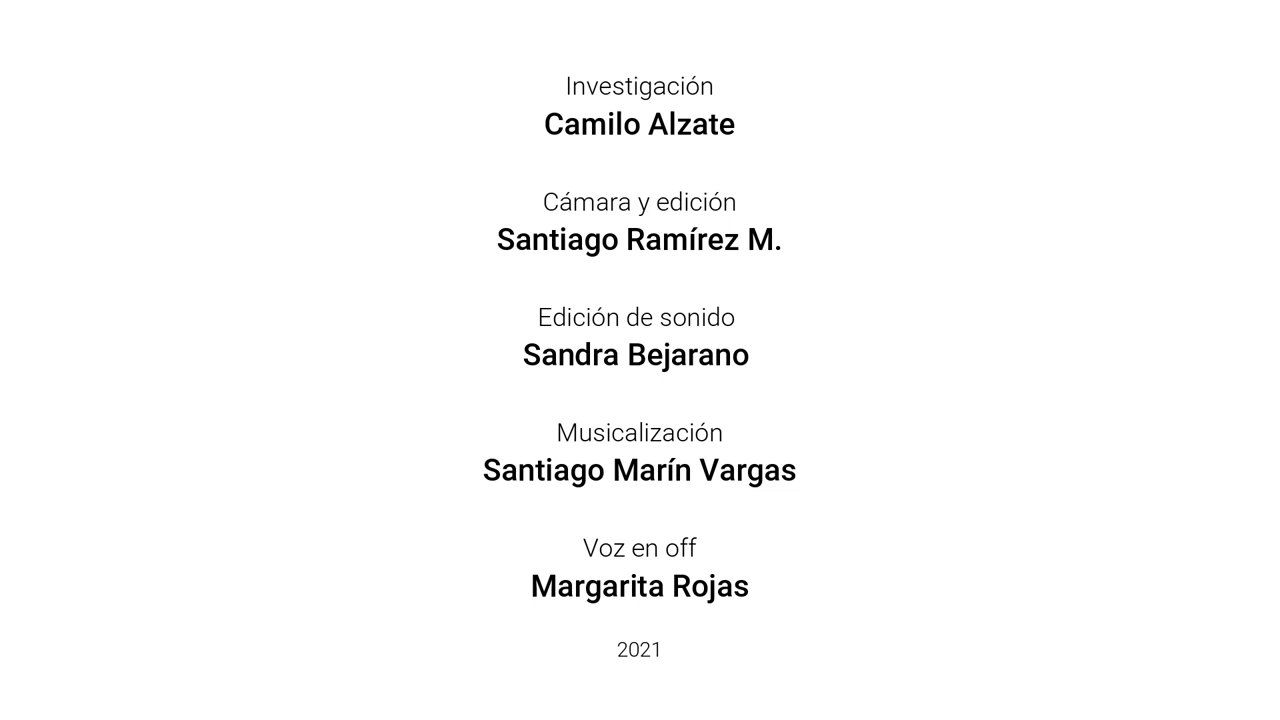 Investigación
Camilo Alzate
Cámara y edición
Santiago Ramírez M.
Edición de sonido
Sandra Bejarano
Musicalización
Santiago Marín Vargas
Voz en off
Margarita Rojas
2021